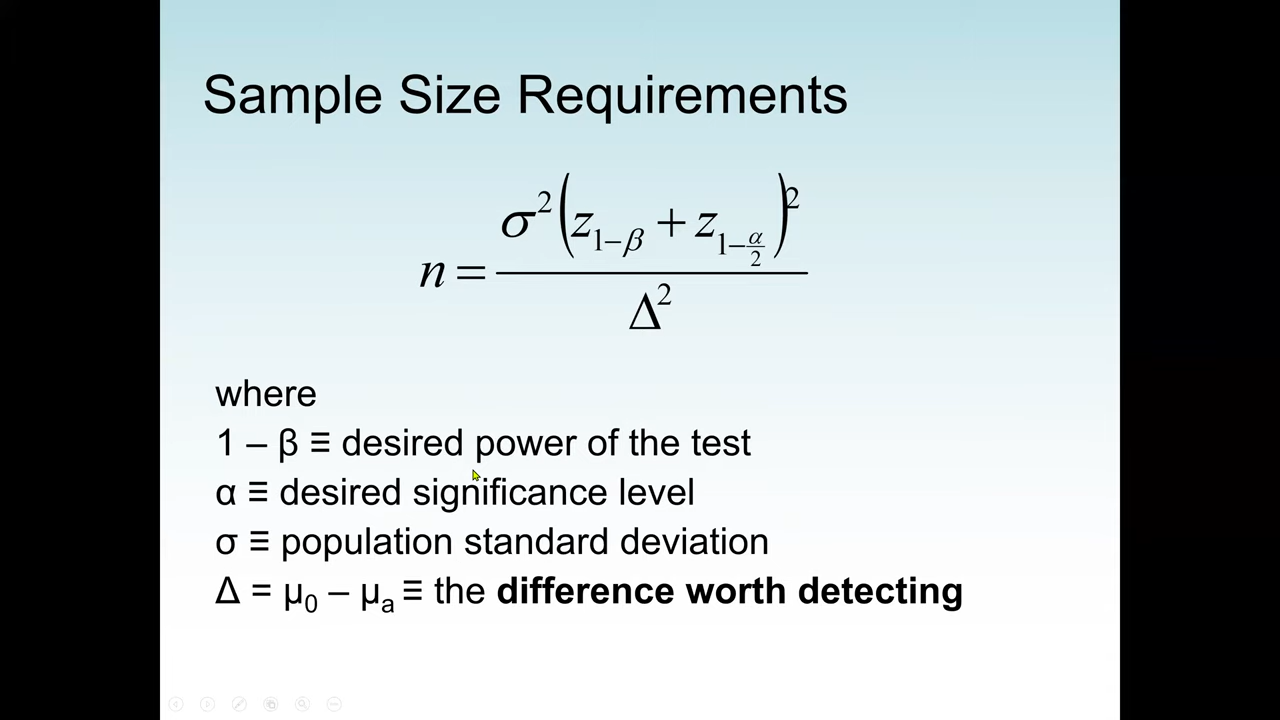 Sample Size Requirements
n = σ²(z₁₋β + z₁₋α/₂)² / Δ²
where
1 – β ≡ desired power of the test
α ≡ desired significance level
σ ≡ population standard deviation
Δ = μ₀ – μₐ ≡ the difference worth detecting